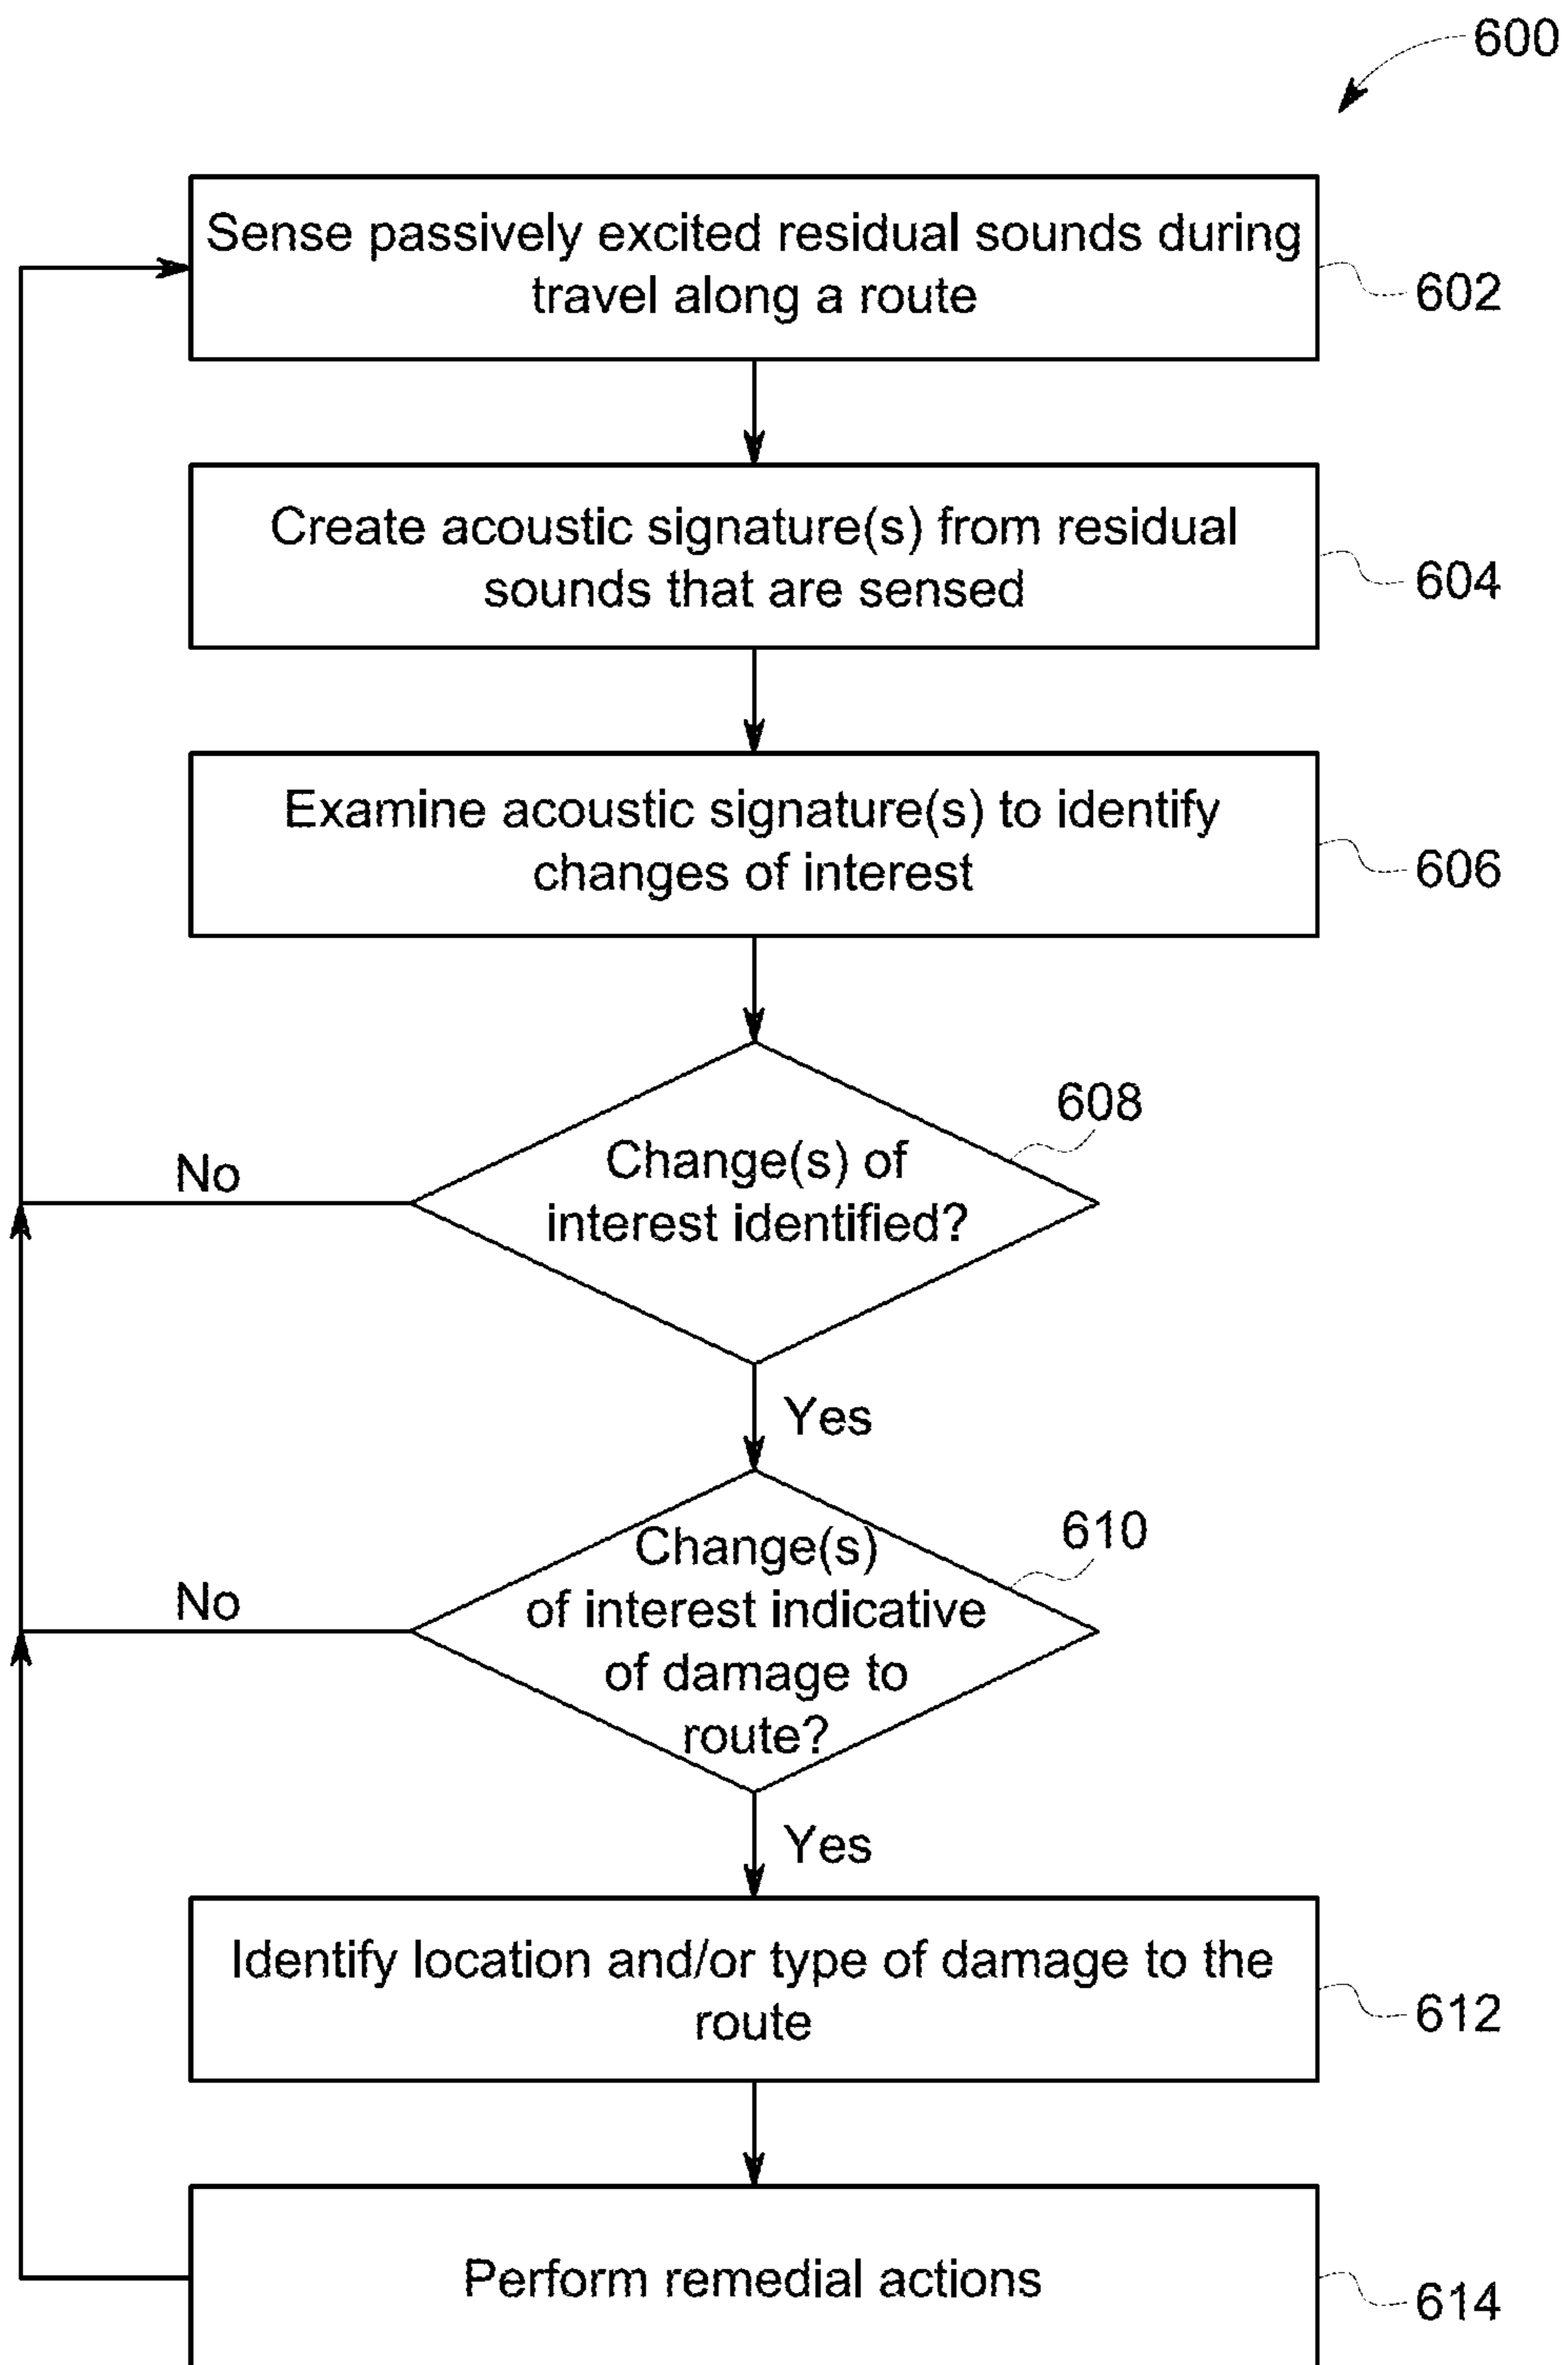 600
Sense passively excited residual sounds during
travel along a route
602
Create acoustic signature(s) from residual
sounds that are sensed
604
Examine acoustic signature(s) to identify
changes of interest
606
608
Change(s) of
interest identified?
No
Yes
610
Change(s)
of interest indicative
of damage to
route?
No
Yes
Identify location and/or type of damage to the
route
612
Perform remedial actions
614